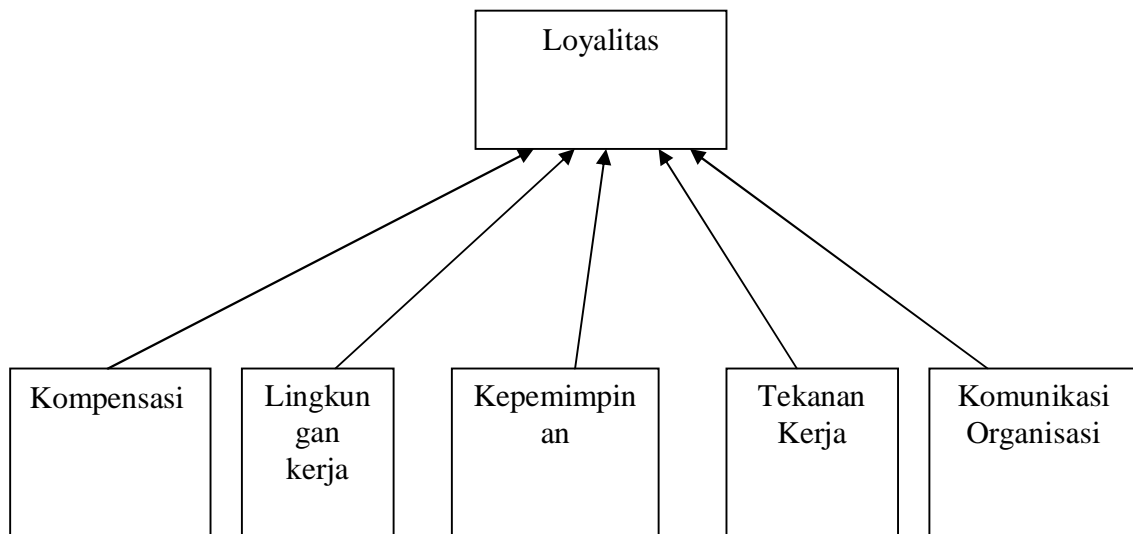 Loyalitas
Kompensasi
Lingkun
gan
kerja
Kepemimpin
an
Tekanan
Kerja
Komunikasi
Organisasi